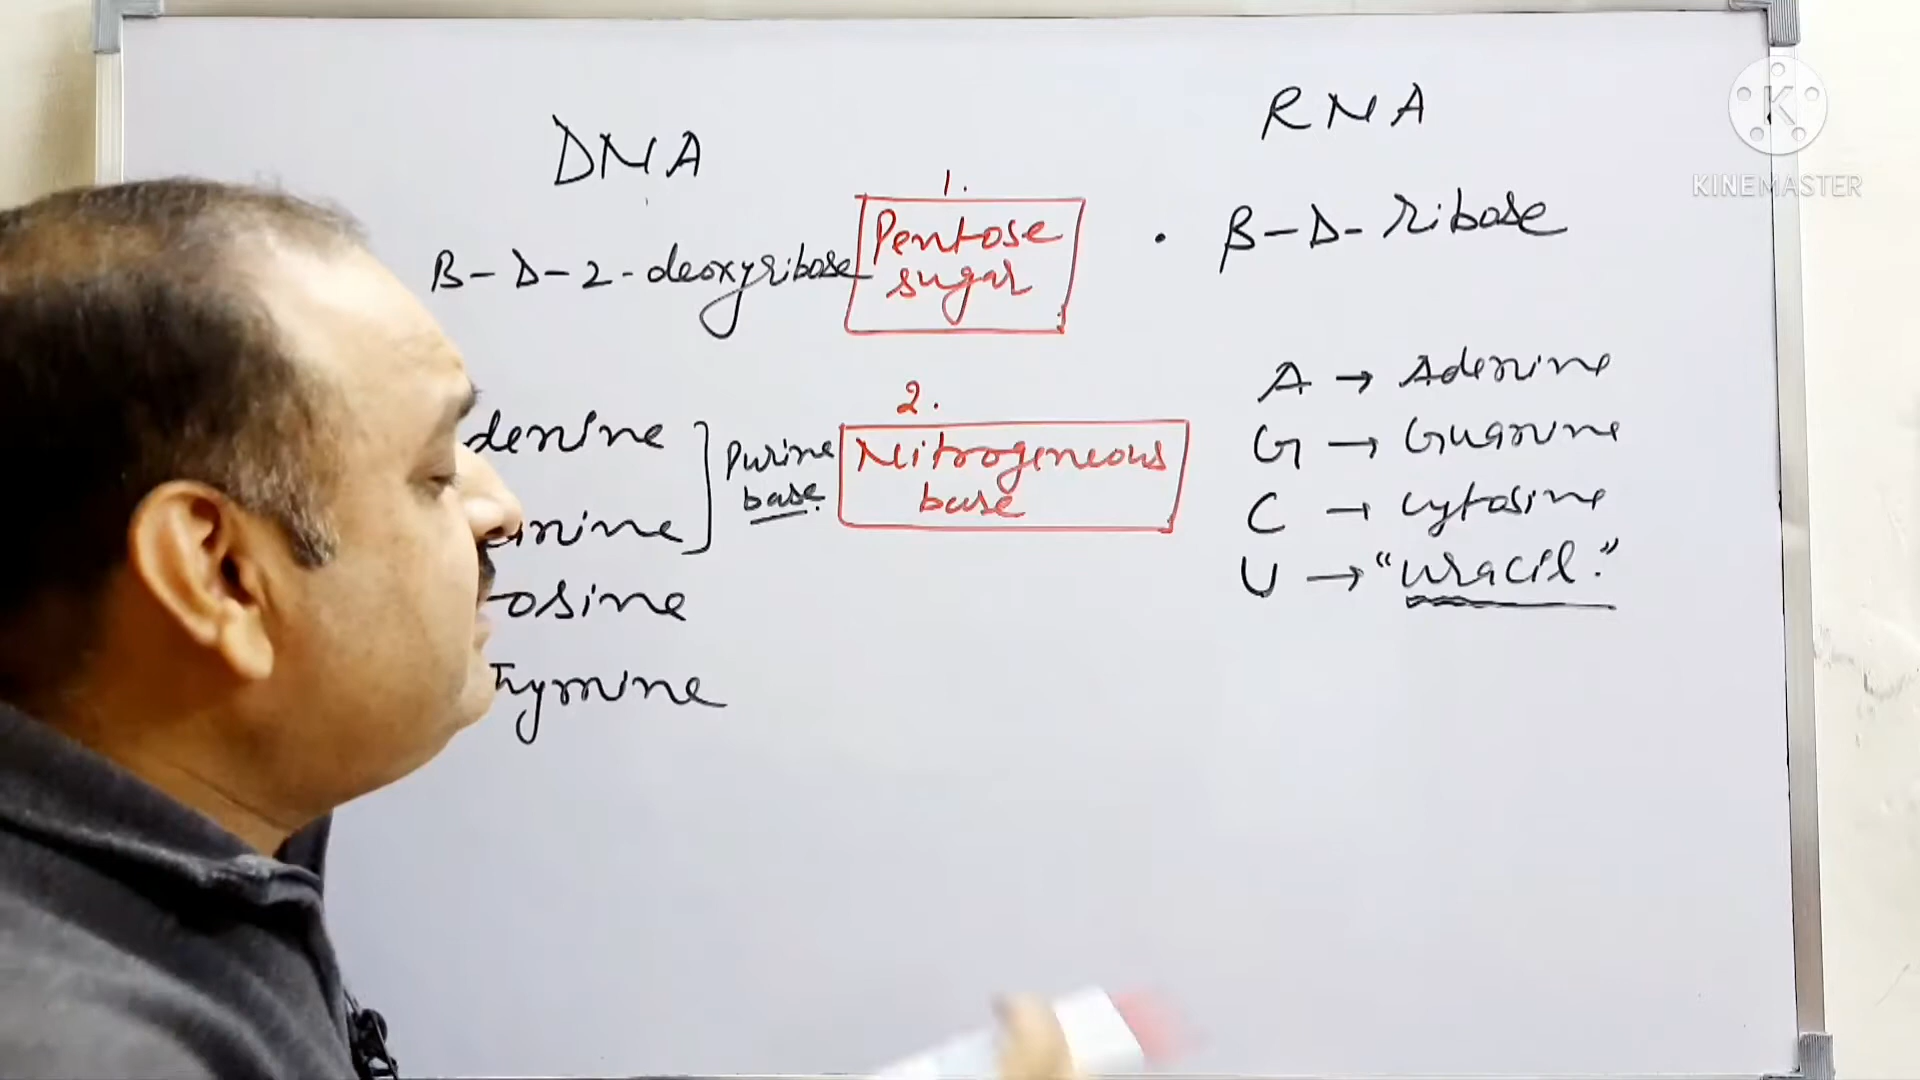 DNA
RNA
KINEMASTER
1.
Pentose
sugar
B-D-2-deoxyribose
. β-D-ribose
2.
Nitrogeneous
base
denine
Purine
base.
osine
Tymine
A → Adenine
G → Guanine
C → Cytosine
U → "Uracil."